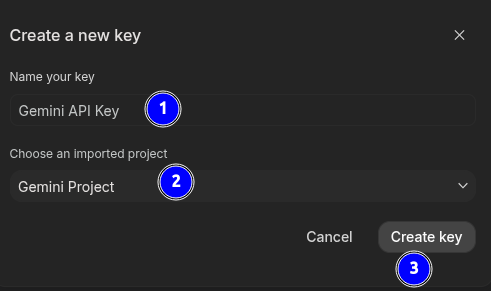 Create a new key
Name your key
Gemini API Key
1
Choose an imported project
Gemini Project
2
Cancel
Create key
3